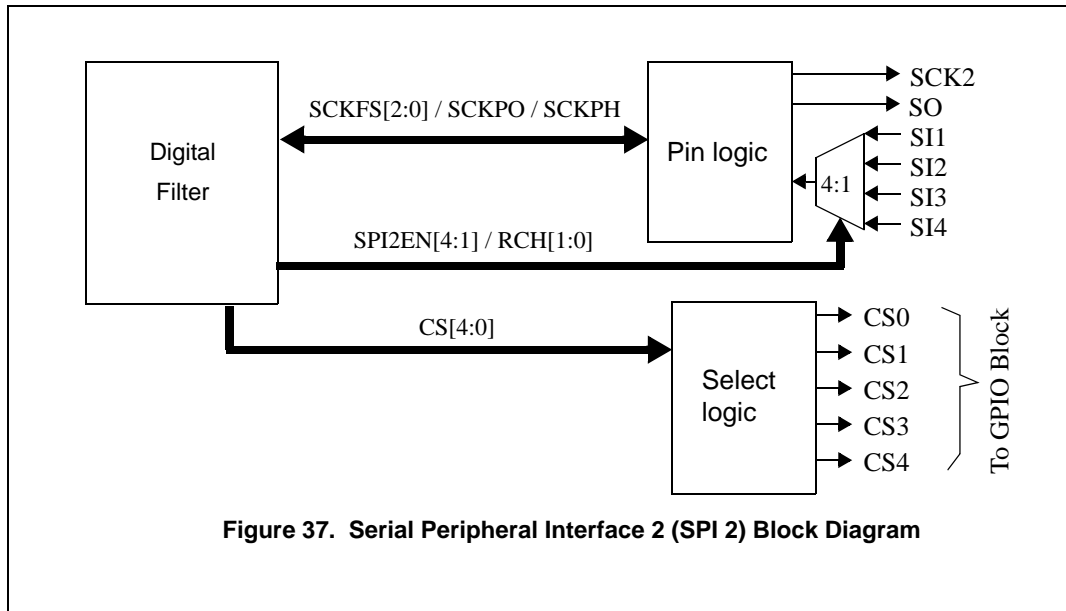 Digital
Filter
SCKFS[2:0] / SCKPO / SCKPH
SPI2EN[4:1] / RCH[1:0]
CS[4:0]
Pin logic
4:1
SCK2
SO
SI1
SI2
SI3
SI4
Select
logic
CS0
CS1
CS2
CS3
CS4
To GPIO Block
Figure 37. Serial Peripheral Interface 2 (SPI 2) Block Diagram